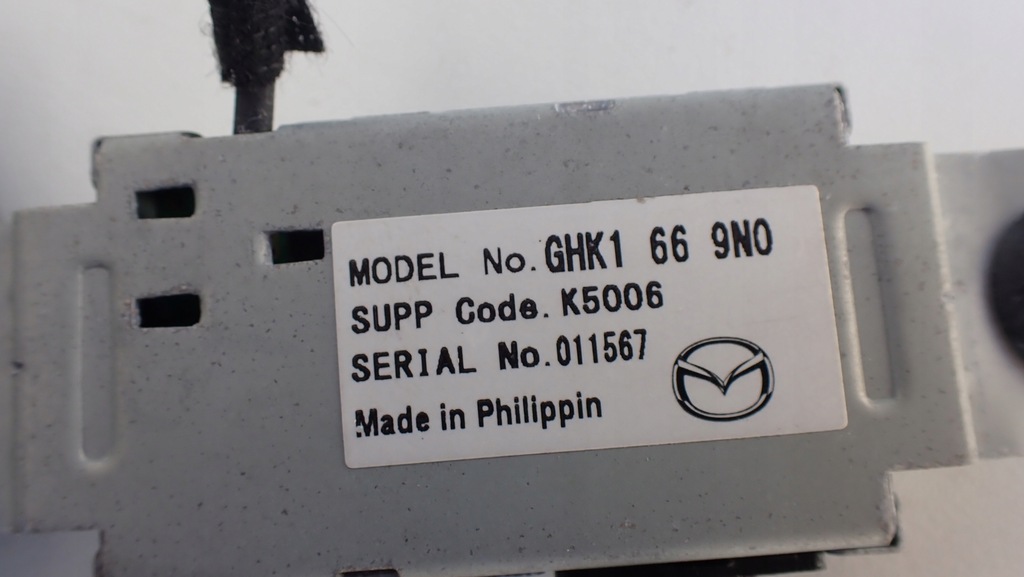 MODEL No. GHK1 66 9N0
SUPP Code. K5006
SERIAL No. 011567
Made in Philippin